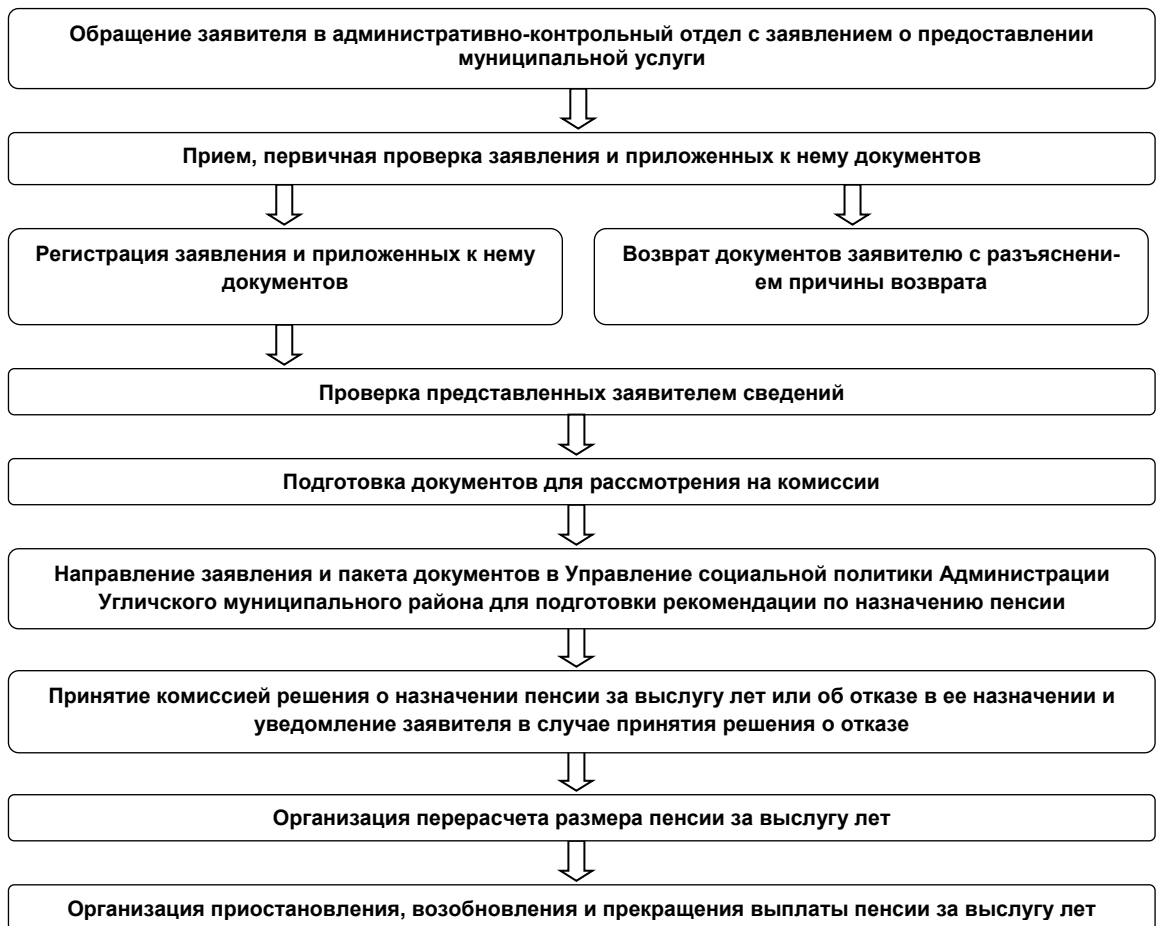 Обращение заявителя в административно-контрольный отдел с заявлением о предоставлении
муниципальной услуги
Прием, первичная проверка заявления и приложенных к нему документов
Регистрация заявления и приложенных к нему
документов
Возврат документов заявителю с разъяснени-
ем причины возврата
Проверка представленных заявителем сведений
Подготовка документов для рассмотрения на комиссии
Направление заявления и пакета документов в Управление социальной политики Администрации
Угличского муниципального района для подготовки рекомендации по назначению пенсии
Принятие комиссией решения о назначении пенсии за выслугу лет или об отказе в ее назначении и
уведомление заявителя в случае принятия решения о отказе
Организация перерасчета размера пенсии за выслугу лет
Организация приостановления, возобновления и прекращения выплаты пенсии за выслугу лет